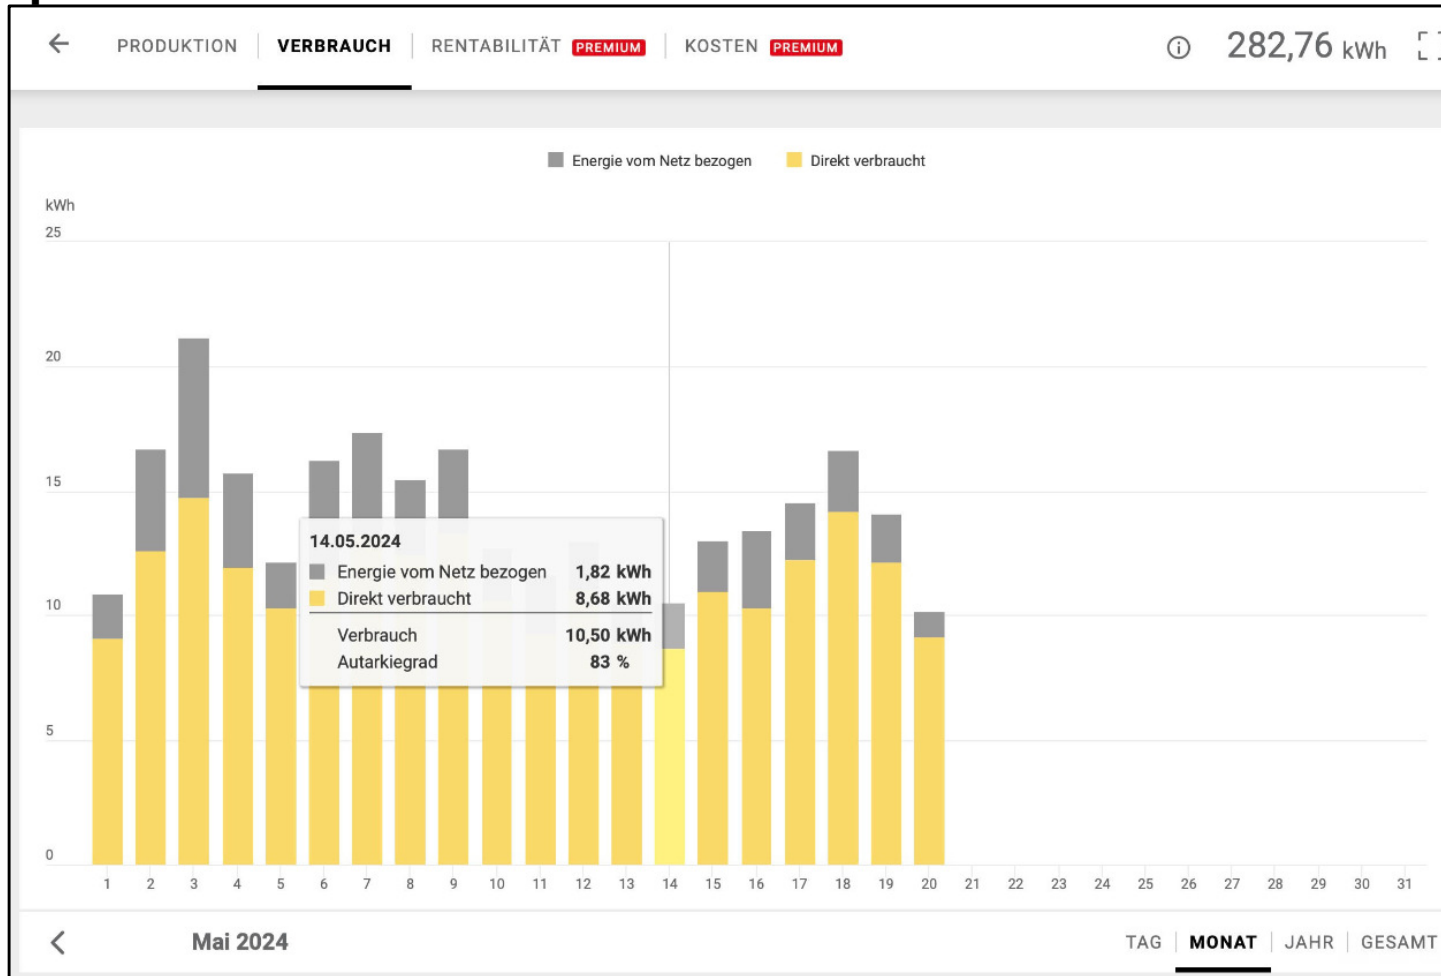 PRODUKTION VERBRAUCH RENTABILITÄT PREMIUM KOSTEN PREMIUM 282,76 kWh
Energie vom Netz bezogen Direkt verbraucht
kWh
25
20
15
14.05.2024
Energie vom Netz bezogen 1,82 kWh
Direkt verbraucht 8,68 kWh
10
Verbrauch 10,50 kWh
Autarkiegrad 83 %
5
0
1 2 3 4 5 6 7 8 9 10 11 12 13 14 15 16 17 18 19 20 21 22 23 24 25 26 27 28 29 30 31
Mai 2024 TAG MONAT JAHR GESAMT